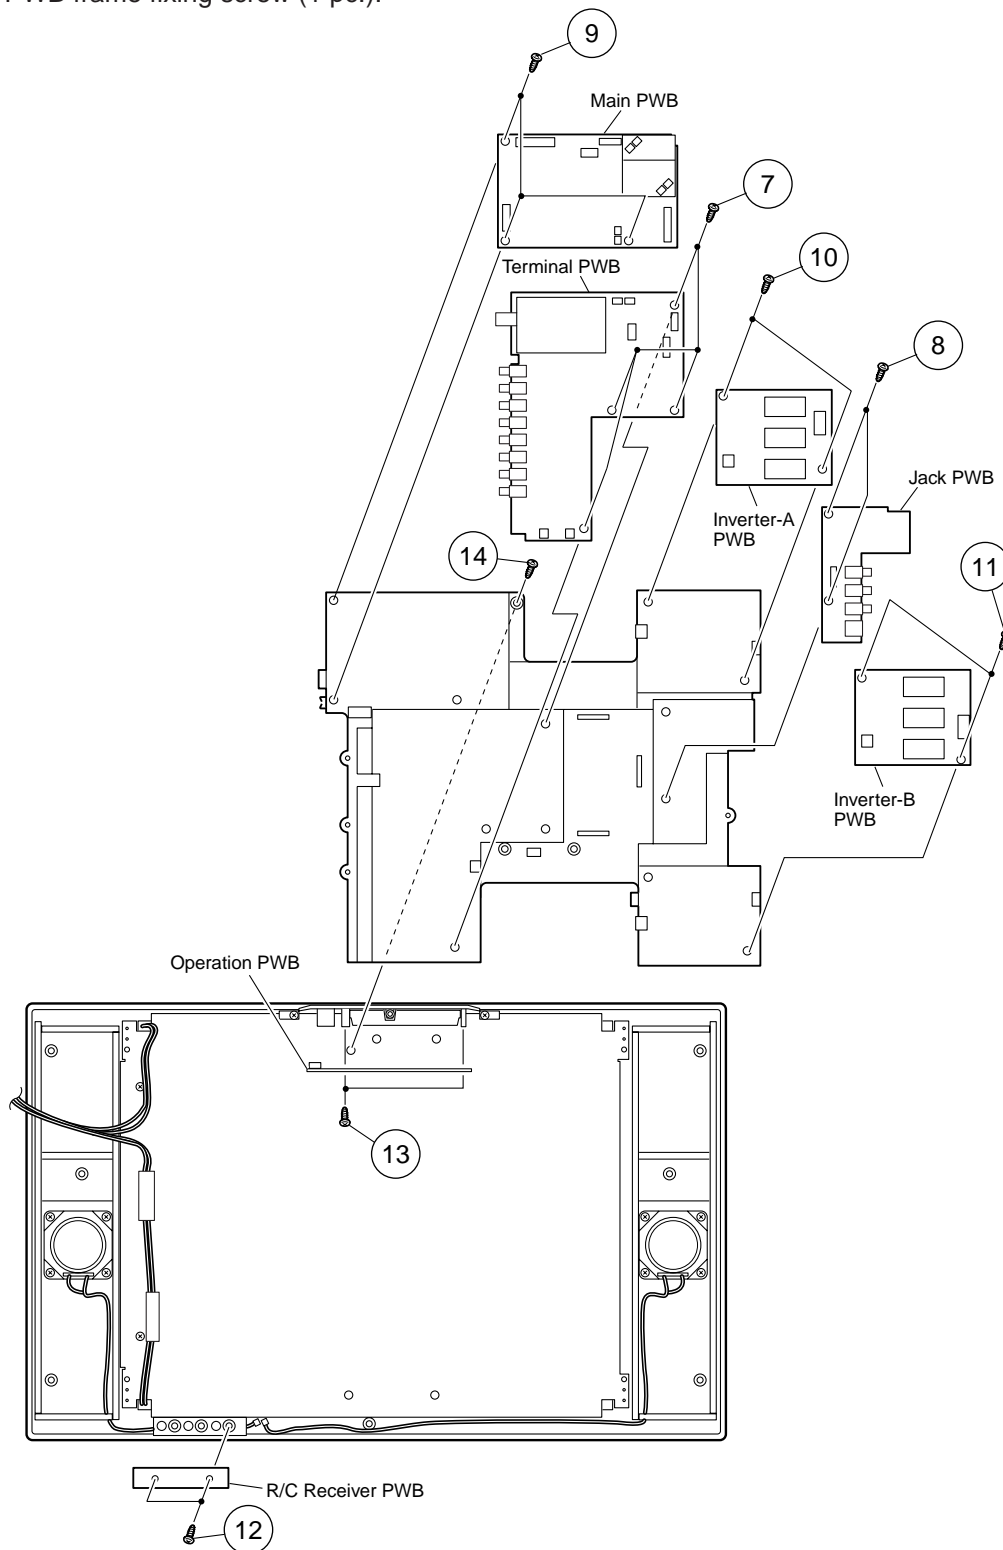 PWB frame fixing screw (1 pc.).
9
Main PWB
7
Terminal PWB
10
8
Inverter-A
PWB
Jack PWB
14
11
Inverter-B
PWB
Operation PWB
13
R/C Receiver PWB
12